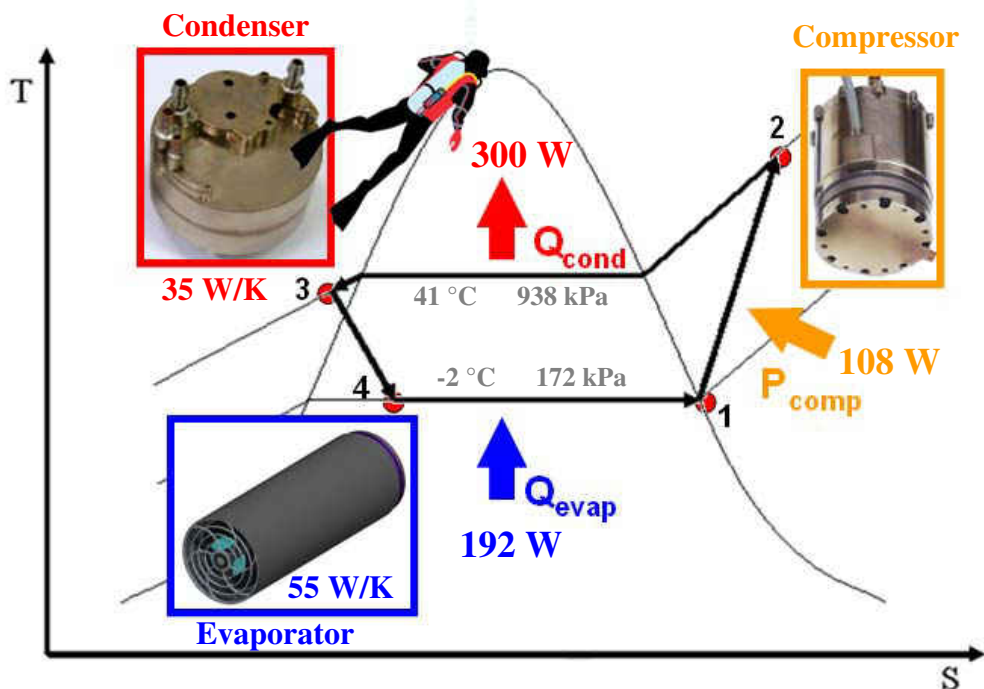 Condenser
Compressor
T
2
300 W
Q cond
35 W/K
3
41 °C 938 kPa
108 W
-2 °C 172 kPa
4
P comp
1
Q evap
192 W
55 W/K
Evaporator
S